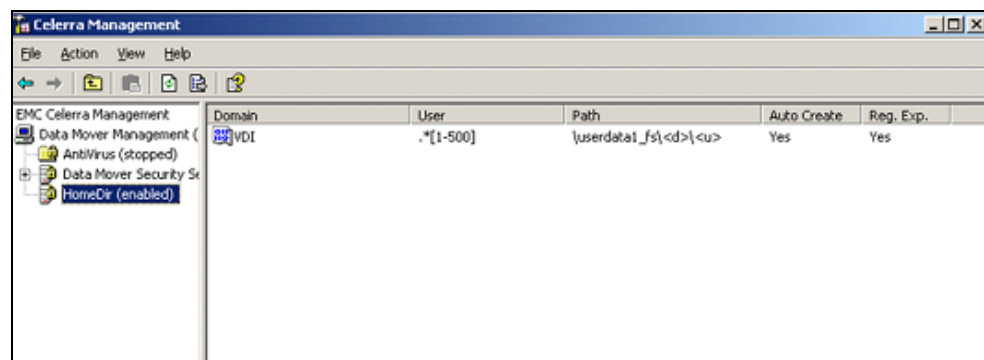 Celerra Management
File Action View Help
EMC Celerra Management
Data Mover Management (
AntiVirus (stopped)
Data Mover Security Se
HomeDir (enabled)
Domain User Path Auto Create Reg. Exp.
VDI .*[1-500] \userdata1_fs\<d>\<u> Yes Yes